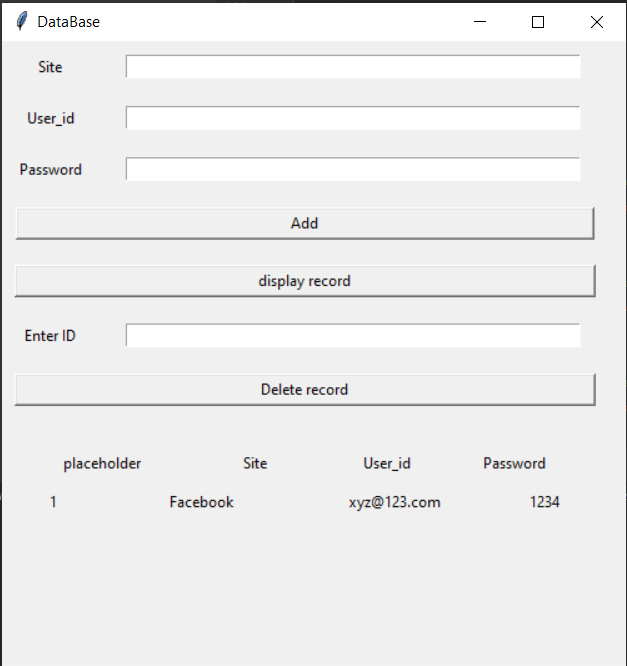 DataBase
Site
User_id
Password
Add
display record
Enter ID
Delete record
placeholder Site User_id Password
1 Facebook xyz@123.com 1234